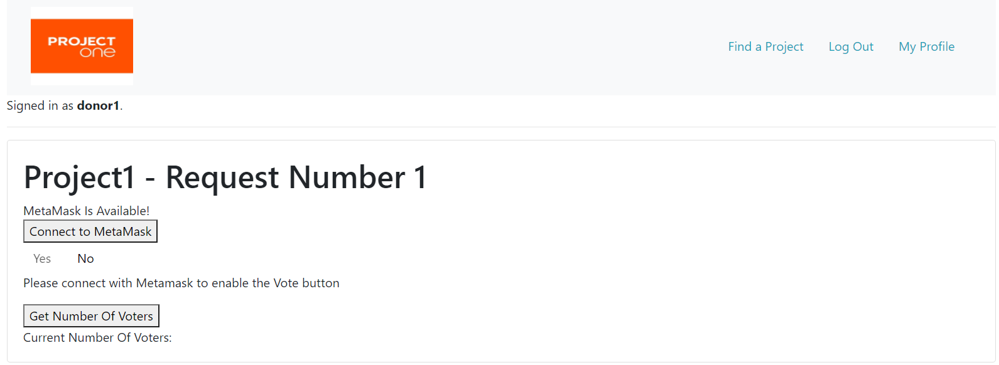 PROJECT
one
Find a Project Log Out My Profile
Signed in as donor1.
Project1 - Request Number 1
MetaMask Is Available!
Connect to MetaMask
Yes No
Please connect with Metamask to enable the Vote button
Get Number Of Voters
Current Number Of Voters: